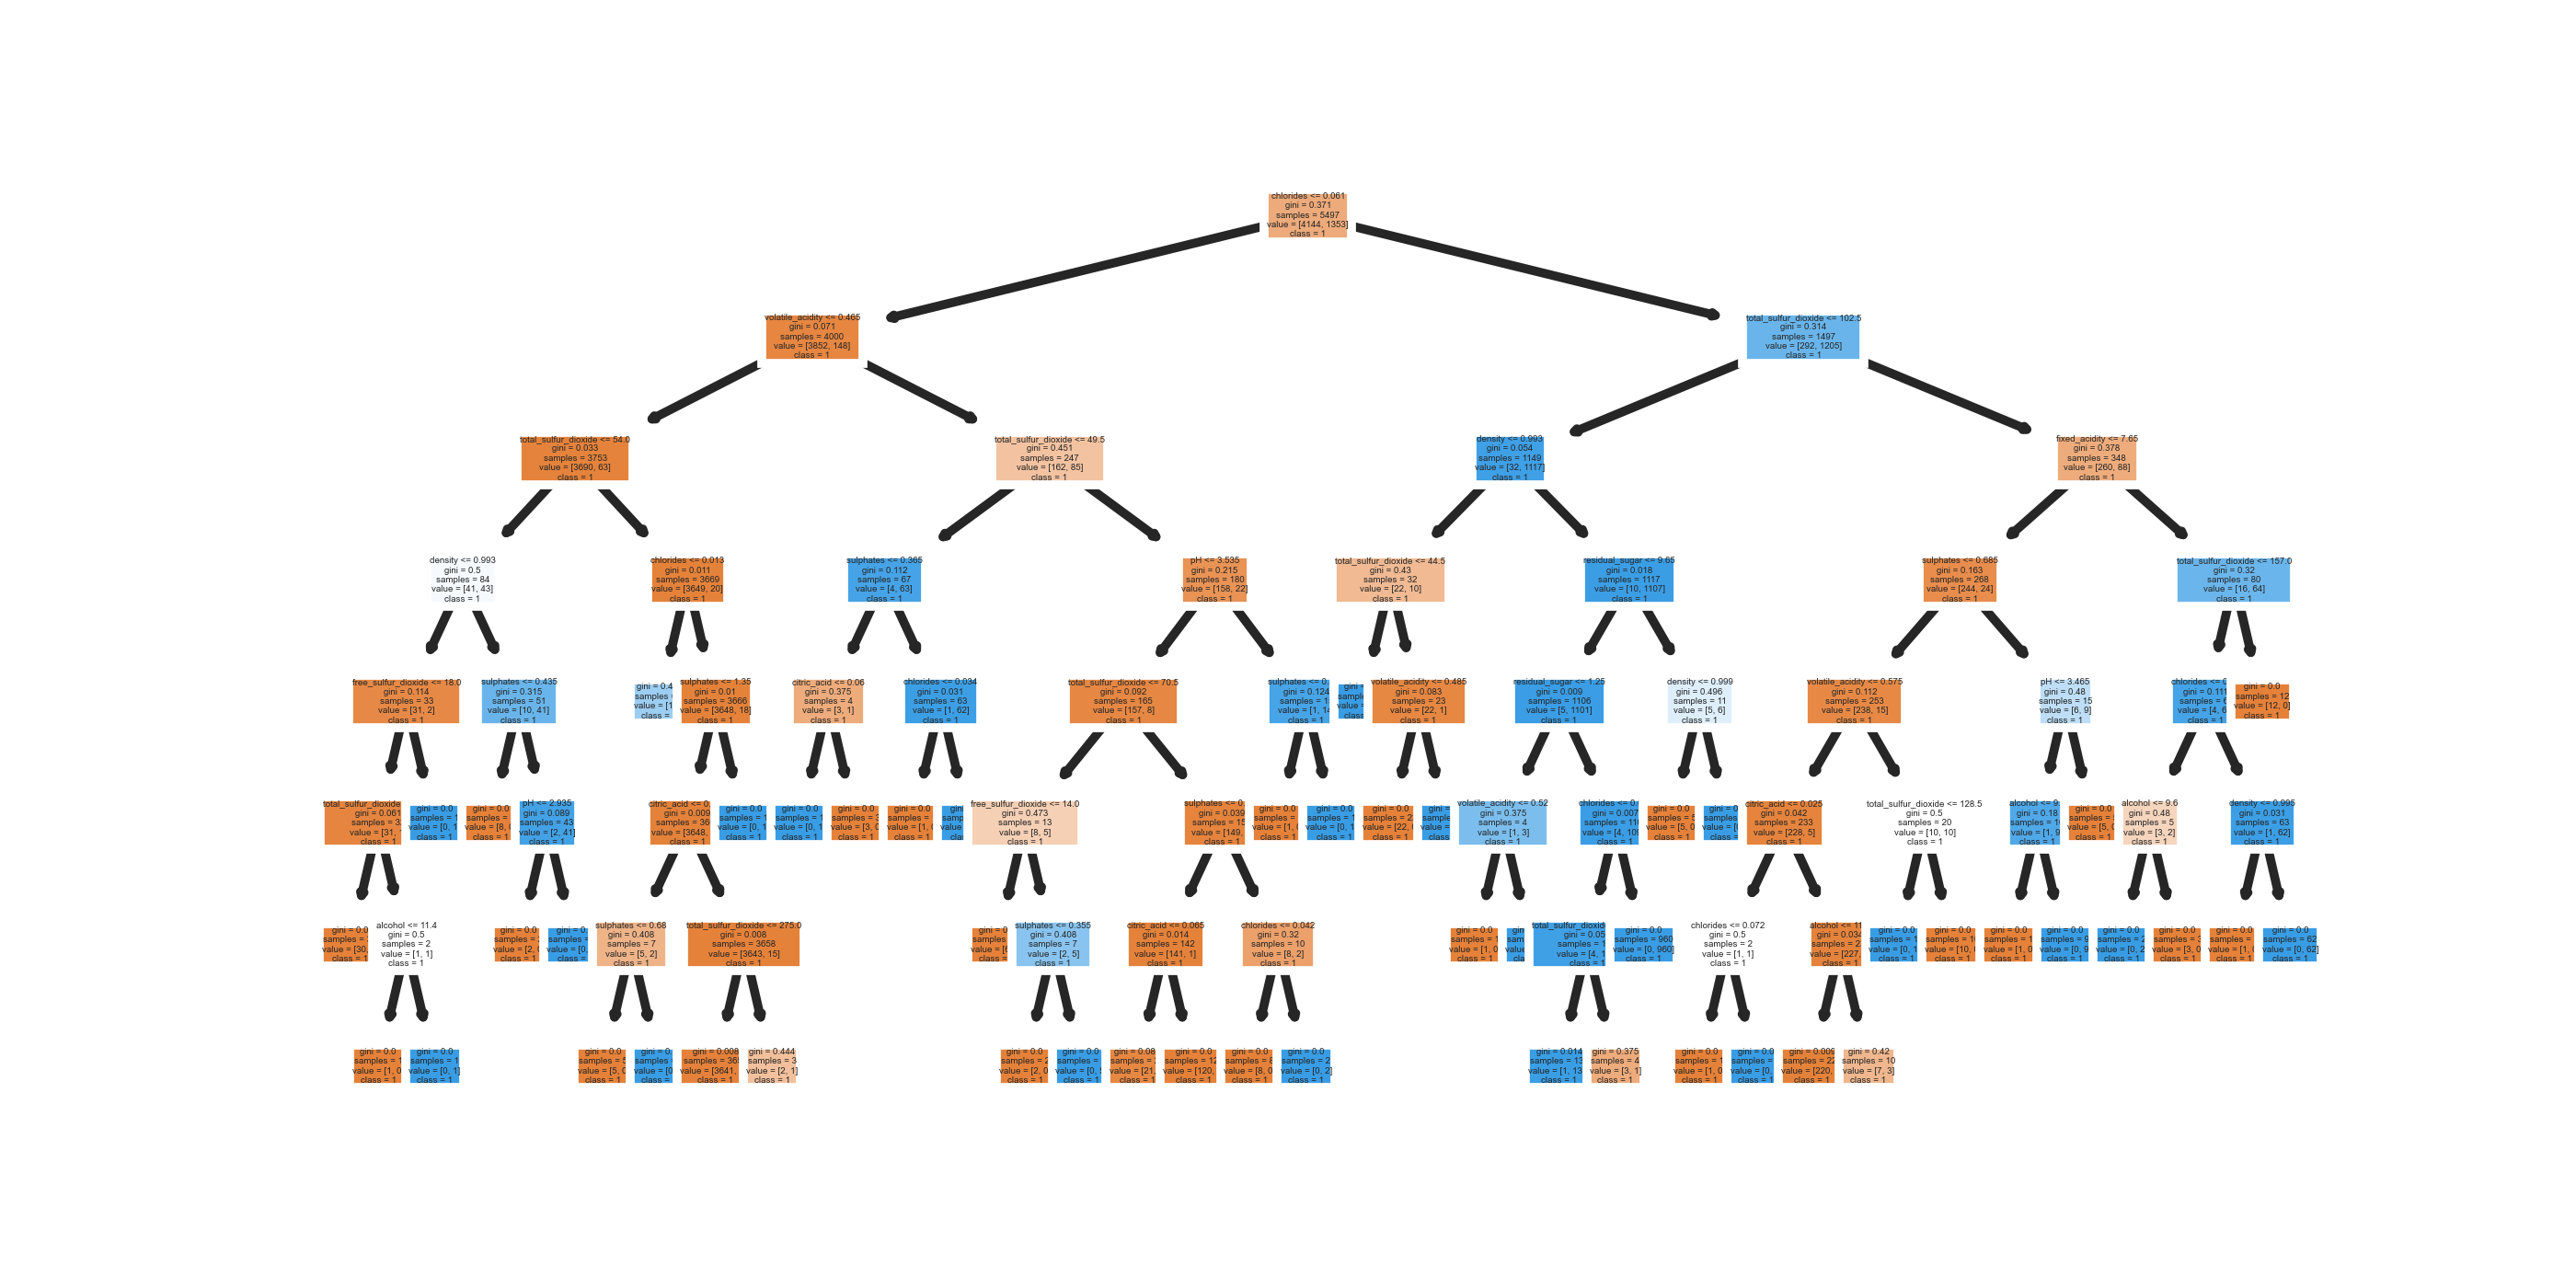 chlorides <= 0.061
gini = 0.371
samples = 5497
value = [4144, 1353]
class = 1
volatile_acidity <= 0.465
gini = 0.071
samples = 4000
value = [3852, 148]
class = 1
total_sulfur_dioxide <= 102.5
gini = 0.314
samples = 1497
value = [292, 1205]
class = 1
total_sulfur_dioxide <= 54.0
gini = 0.033
samples = 3753
value = [3690, 63]
class = 1
total_sulfur_dioxide <= 49.5
gini = 0.451
samples = 247
value = [162, 85]
class = 1
density <= 0.993
gini = 0.054
samples = 1149
value = [32, 1117]
class = 1
fixed_acidity <= 7.65
gini = 0.378
samples = 348
value = [260, 88]
class = 1
density <= 0.993
gini = 0.5
samples = 84
value = [41, 43]
class = 1
chlorides <= 0.013
gini = 0.011
samples = 3669
value = [3649, 20]
class = 1
sulphates <= 0.365
gini = 0.112
samples = 67
value = [4, 63]
class = 1
pH <= 3.535
gini = 0.215
samples = 180
value = [158, 22]
class = 1
total_sulfur_dioxide <= 44.5
gini = 0.43
samples = 32
value = [22, 10]
class = 1
residual_sugar <= 9.65
gini = 0.018
samples = 1117
value = [10, 1107]
class = 1
sulphates <= 0.685
gini = 0.163
samples = 268
value = [244, 24]
class = 1
total_sulfur_dioxide <= 157.0
gini = 0.32
samples = 80
value = [16, 64]
class = 1
free_sulfur_dioxide <= 18.0
gini = 0.114
samples = 33
value = [31, 2]
class = 1
sulphates <= 0.435
gini = 0.315
samples = 51
value = [10, 41]
class = 1
gini = 0.4
samples
value = [1
class =
sulphates <= 1.35
gini = 0.01
samples = 3666
value = [3648, 18]
class = 1
citric_acid <= 0.06
gini = 0.375
samples = 4
value = [3, 1]
class = 1
chlorides <= 0.034
gini = 0.031
samples = 63
value = [1, 62]
class = 1
total_sulfur_dioxide <= 70.5
gini = 0.092
samples = 165
value = [157, 8]
class = 1
sulphates <= 0.
gini = 0.124
samples = 1
value = [1, 14
class = 1
gini =
sampl
value =
class
volatile_acidity <= 0.485
gini = 0.083
samples = 23
value = [22, 1]
class = 1
residual_sugar <= 1.25
gini = 0.009
samples = 1106
value = [5, 1101]
class = 1
density <= 0.999
gini = 0.496
samples = 11
value = [5, 6]
class = 1
volatile_acidity <= 0.575
gini = 0.112
samples = 253
value = [238, 15]
class = 1
pH <= 3.465
gini = 0.48
samples = 15
value = [6, 9]
class = 1
chlorides <= 0
gini = 0.111
samples = 6
value = [4, 6
class = 1
gini = 0.0
samples = 12
value = [12, 0]
class = 1
total_sulfur_dioxide
gini = 0.061
samples = 3
value = [31,
class = 1
gini = 0.0
samples =
value = [0, 1
class = 1
gini = 0.0
samples =
value = [8, 0
class = 1
pH <= 2.935
gini = 0.089
samples = 43
value = [2, 41]
class = 1
citric_acid <= 0.
gini = 0.009
samples = 36
value = [3648,
class = 1
gini = 0.0
samples =
value = [0, 1
class = 1
gini = 0.0
samples =
value = [0, 1
class = 1
gini = 0.0
samples = 3
value = [3, 0
class = 1
gini = 0.0
samples =
value = [1, 0
class = 1
gini
samp
value =
class
free_sulfur_dioxide <= 14.0
gini = 0.473
samples = 13
value = [8, 5]
class = 1
sulphates <= 0.
gini = 0.039
samples = 15
value = [149,
class = 1
gini = 0.0
samples =
value = [1, 0
class = 1
gini = 0.0
samples = 1
value = [0, 1
class = 1
gini = 0.0
samples = 2
value = [22,
class = 1
gini =
sample
value =
class =
volatile_acidity <= 0.52
gini = 0.375
samples = 4
value = [1, 3]
class = 1
chlorides <= 0.
gini = 0.007
samples = 110
value = [4, 109
class = 1
gini = 0.0
samples = 5
value = [5, 0
class = 1
gini = 0
samples =
value = [0
class = 1
citric_acid <= 0.025
gini = 0.042
samples = 233
value = [228, 5]
class = 1
total_sulfur_dioxide <= 128.5
gini = 0.5
samples = 20
value = [10, 10]
class = 1
alcohol <= 9.
gini = 0.18
samples = 10
value = [1, 9
class = 1
gini = 0.0
samples =
value = [5, 0
class = 1
alcohol <= 9.6
gini = 0.48
samples = 5
value = [3, 2]
class = 1
density <= 0.995
gini = 0.031
samples = 63
value = [1, 62]
class = 1
gini = 0.0
samples =
value = [30,
class = 1
alcohol <= 11.4
gini = 0.5
samples = 2
value = [1, 1]
class = 1
gini = 0.0
samples =
value = [2, 0
class = 1
gini = 0.
samples =
value = [0,
class = 1
sulphates <= 0.68
gini = 0.408
samples = 7
value = [5, 2]
class = 1
total_sulfur_dioxide <= 275.0
gini = 0.008
samples = 3658
value = [3643, 15]
class = 1
gini = 0
samples =
value = [6
class = 1
sulphates <= 0.355
gini = 0.408
samples = 7
value = [2, 5]
class = 1
citric_acid <= 0.065
gini = 0.014
samples = 142
value = [141, 1]
class = 1
chlorides <= 0.042
gini = 0.32
samples = 10
value = [8, 2]
class = 1
gini = 0.0
samples = 1
value = [1, 0
class = 1
gini
sam
value
cla
total_sulfur_dioxid
gini = 0.05
samples = 1
value = [4, 1
class = 1
gini = 0.0
samples = 960
value = [0, 960]
class = 1
chlorides <= 0.072
gini = 0.5
samples = 2
value = [1, 1]
class = 1
alcohol <= 11
gini = 0.034
samples = 2
value = [227,
class = 1
gini = 0.0
samples = 1
value = [0, 1
class = 1
gini = 0.0
samples = 10
value = [10,
class = 1
gini = 0.0
samples = 1
value = [1, 0
class = 1
gini = 0.0
samples = 9
value = [0, 9
class = 1
gini = 0.0
samples = 2
value = [0, 2
class = 1
gini = 0.0
samples = 3
value = [3, 0
class = 1
gini = 0.0
samples =
value = [1, 0
class = 1
gini = 0.0
samples = 62
value = [0, 62]
class = 1
gini = 0.0
samples = 1
value = [1, 0
class = 1
gini = 0.0
samples = 1
value = [0, 1]
class = 1
gini = 0.0
samples = 5
value = [5, 0
class = 1
gini = 0.
samples =
value = [0
class = 1
gini = 0.008
samples = 365
value = [3641,
class = 1
gini = 0.444
samples = 3
value = [2, 1]
class = 1
gini = 0.0
samples = 2
value = [2, 0
class = 1
gini = 0.0
samples =
value = [0, 5
class = 1
gini = 0.08
samples =
value = [21,
class = 1
gini = 0.0
samples = 12
value = [120,
class = 1
gini = 0.0
samples = 8
value = [8, 0
class = 1
gini = 0.0
samples = 2
value = [0, 2]
class = 1
gini = 0.014
samples = 13
value = [1, 13
class = 1
gini = 0.375
samples = 4
value = [3, 1]
class = 1
gini = 0.0
samples = 1
value = [1, 0
class = 1
gini = 0.0
samples =
value = [0,
class = 1
gini = 0.009
samples = 22
value = [220,
class = 1
gini = 0.42
samples = 10
value = [7, 3]
class = 1